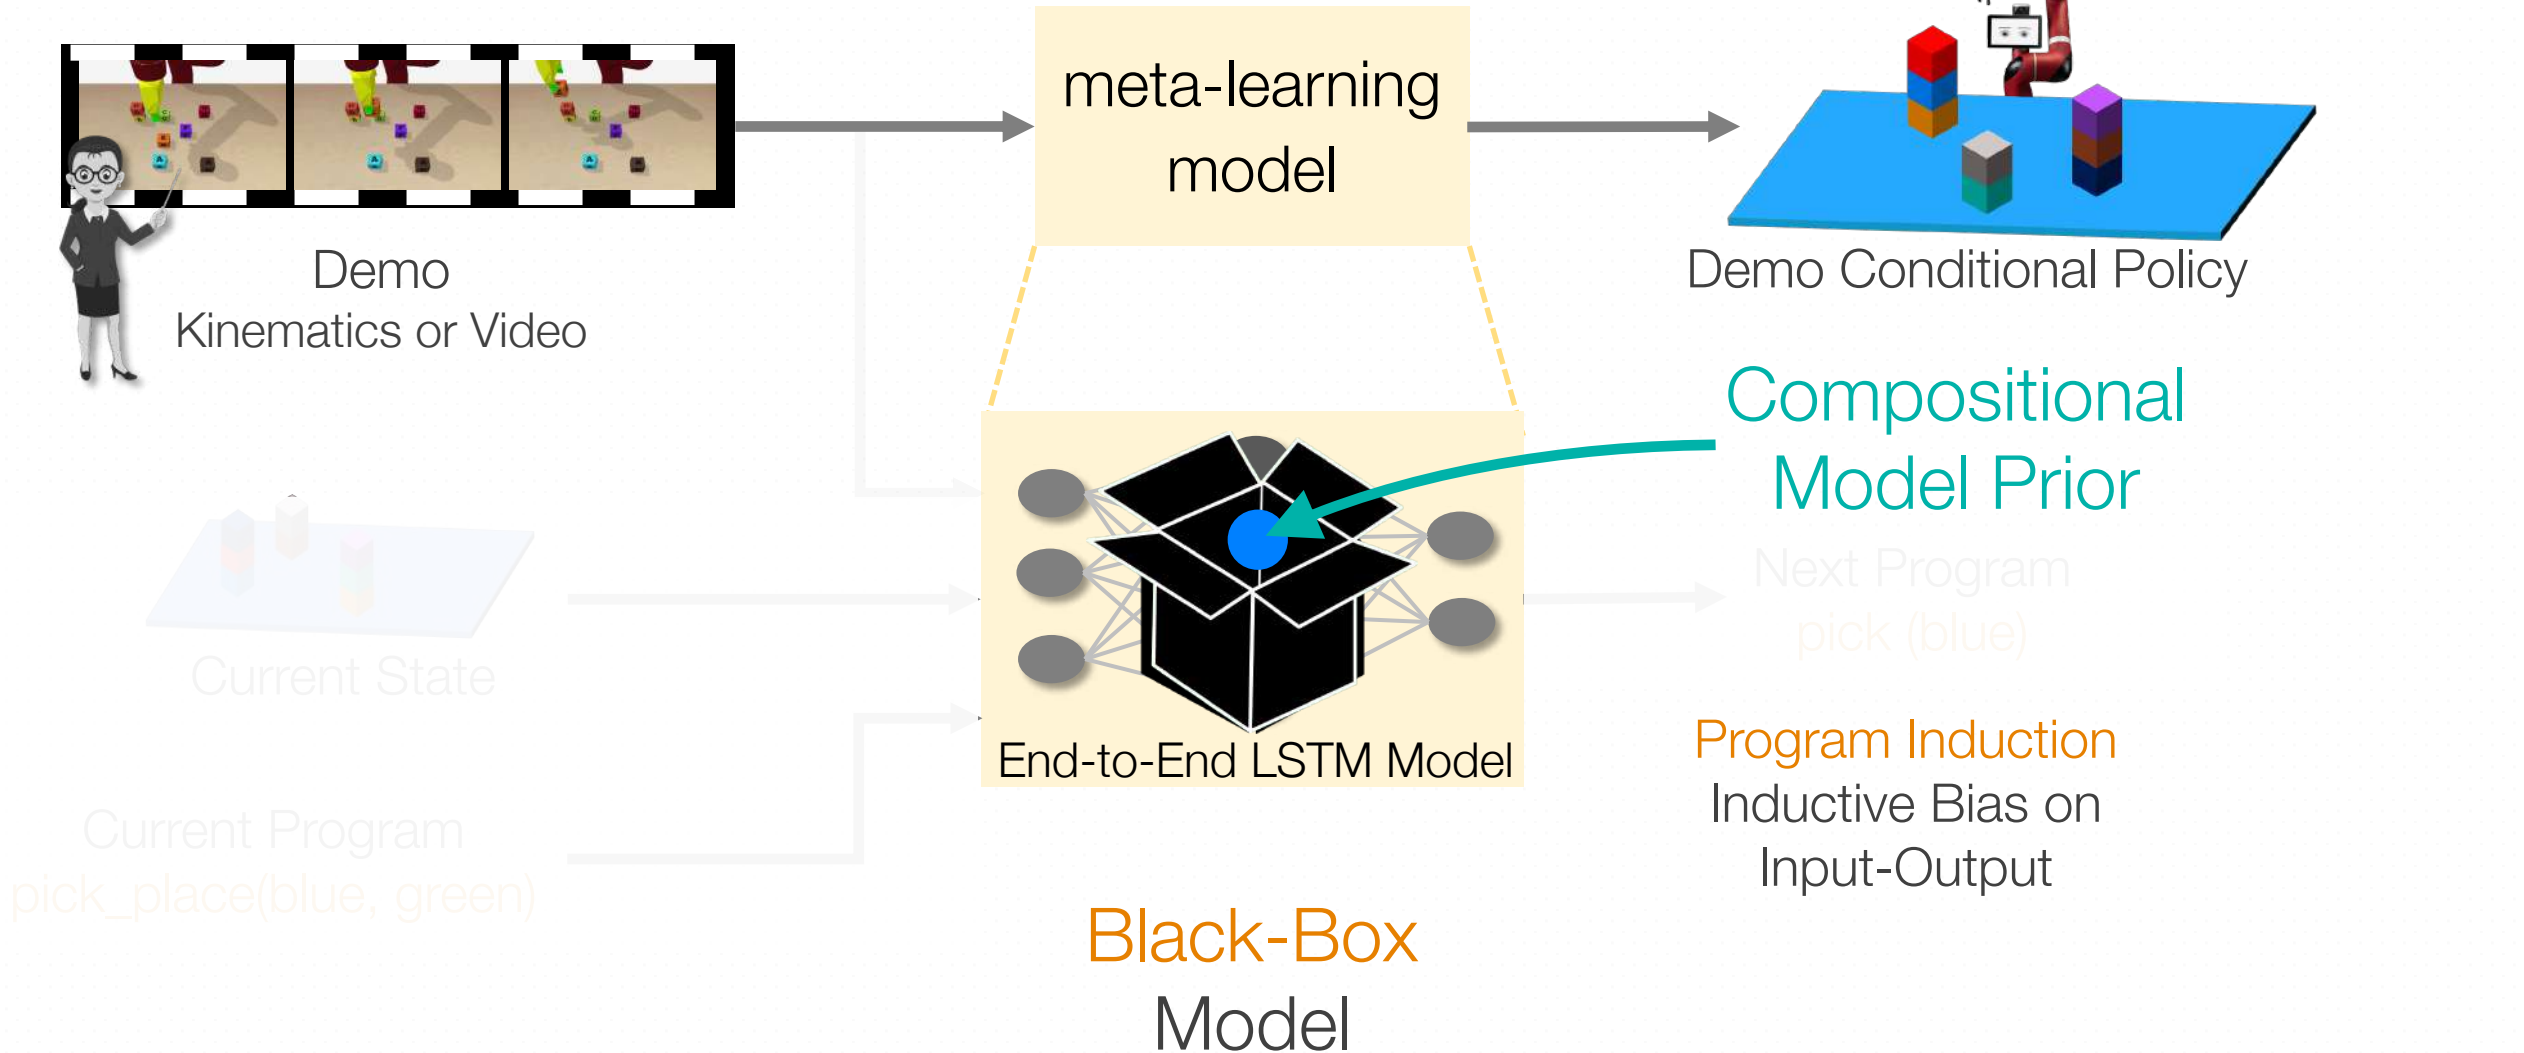 meta-learning
model
Demo
Kinematics or Video
Demo Conditional Policy
Compositional
Model Prior
Next Program
pick (blue)
Current State
End-to-End LSTM Model
Program Induction
Inductive Bias on
Input-Output
Current Program
pick_place(blue, green)
Black-Box
Model